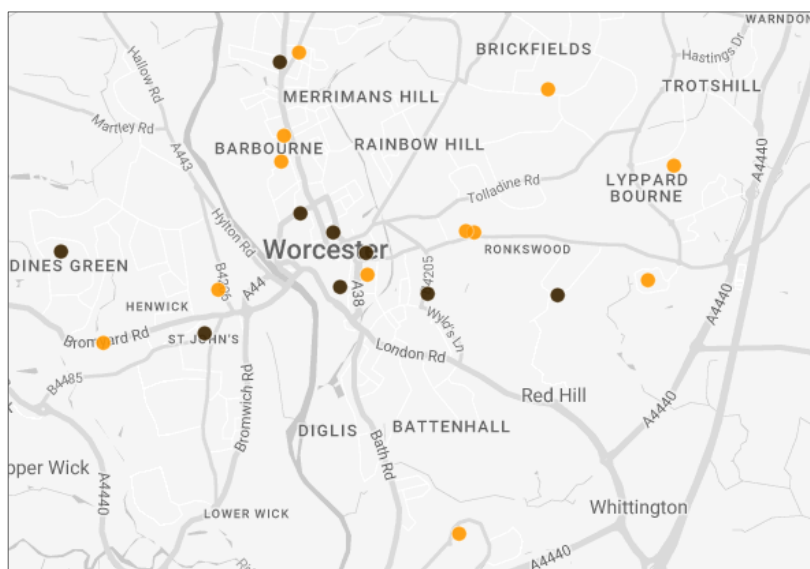 WARNDON
BRICKFIELDS
Hastings Dr
Hallow Rd
TROTSHILL
MERRIMANS HILL
Martley Rd
A443
BARBOURNE
RAINBOW HILL
A4440
LYPPARD
BOURNE
Tolladine Rd
Hylton Rd
Worcester
RONKSWOOD
DINES GREEN
B4205
4205
A44
A38
HENWICK
Bromyard Rd
ST JOHN'S
Wyld's Ln
A4440
London Rd
B4485
Bromwich Rd
Red Hill
DIGLIS
BATTENHALL
A4440
Bath Rd
pper Wick
A4440
Whittington
LOWER WICK
A4440